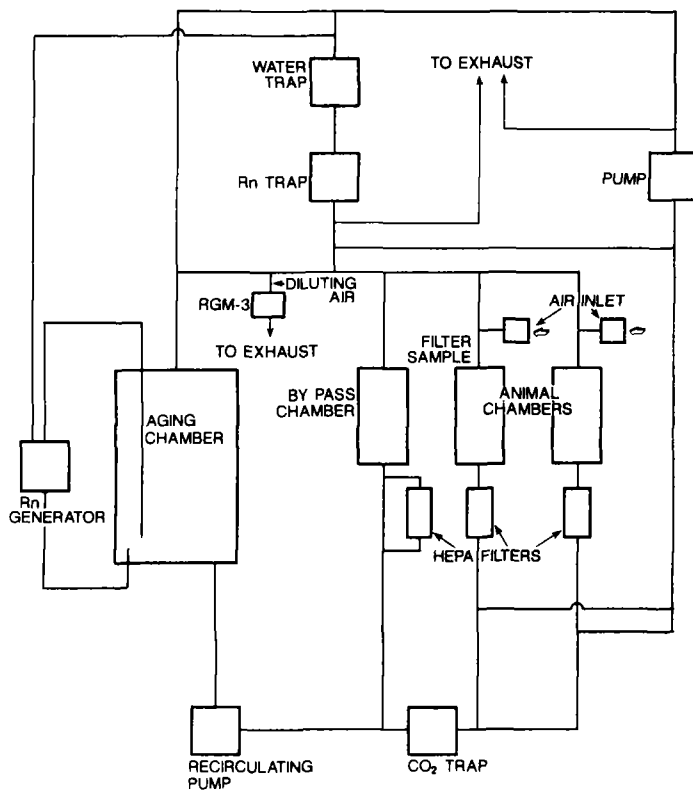 WATER
TRAP
TO EXHAUST
Rn TRAP
PUMP
DILUTING
AIR
RGM-3
TO EXHAUST
AIR INLET
FILTER
SAMPLE
BY PASS
CHAMBER
ANIMAL
CHAMBERS
AGING
CHAMBER
Rn
GENERATOR
HEPA FILTERS
RECIRCULATING
PUMP
CO₂ TRAP